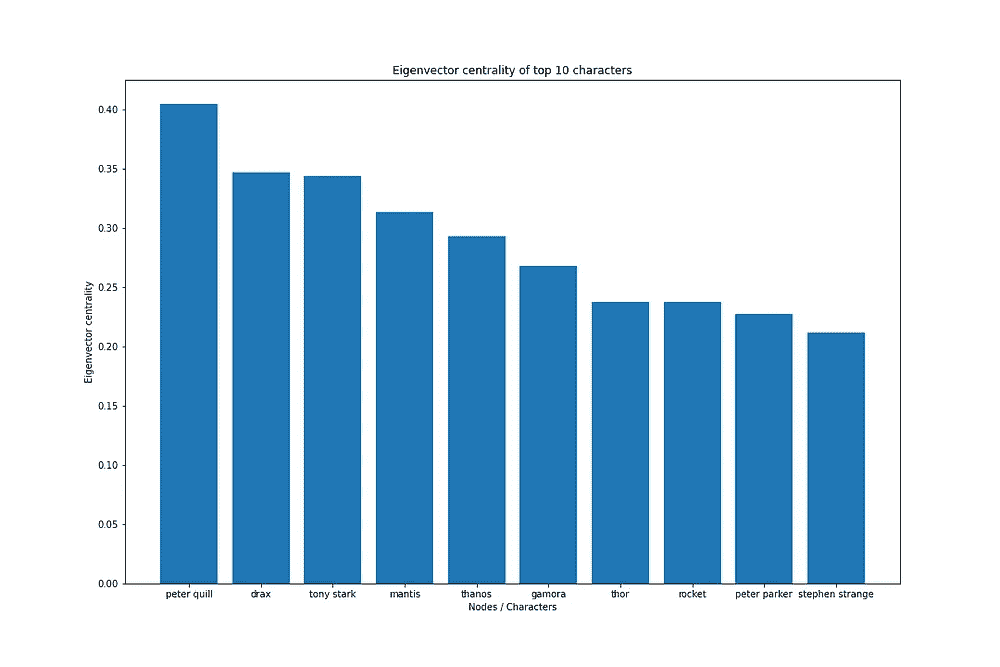 Eigenvector centrality of top 10 characters
0.40
0.35
0.30
0.25
0.20
0.15
0.10
0.05
0.00
Eigenvector centrality
peter quill drax tony stark mantis thanos gamora thor rocket peter parker stephen strange
Nodes / Characters